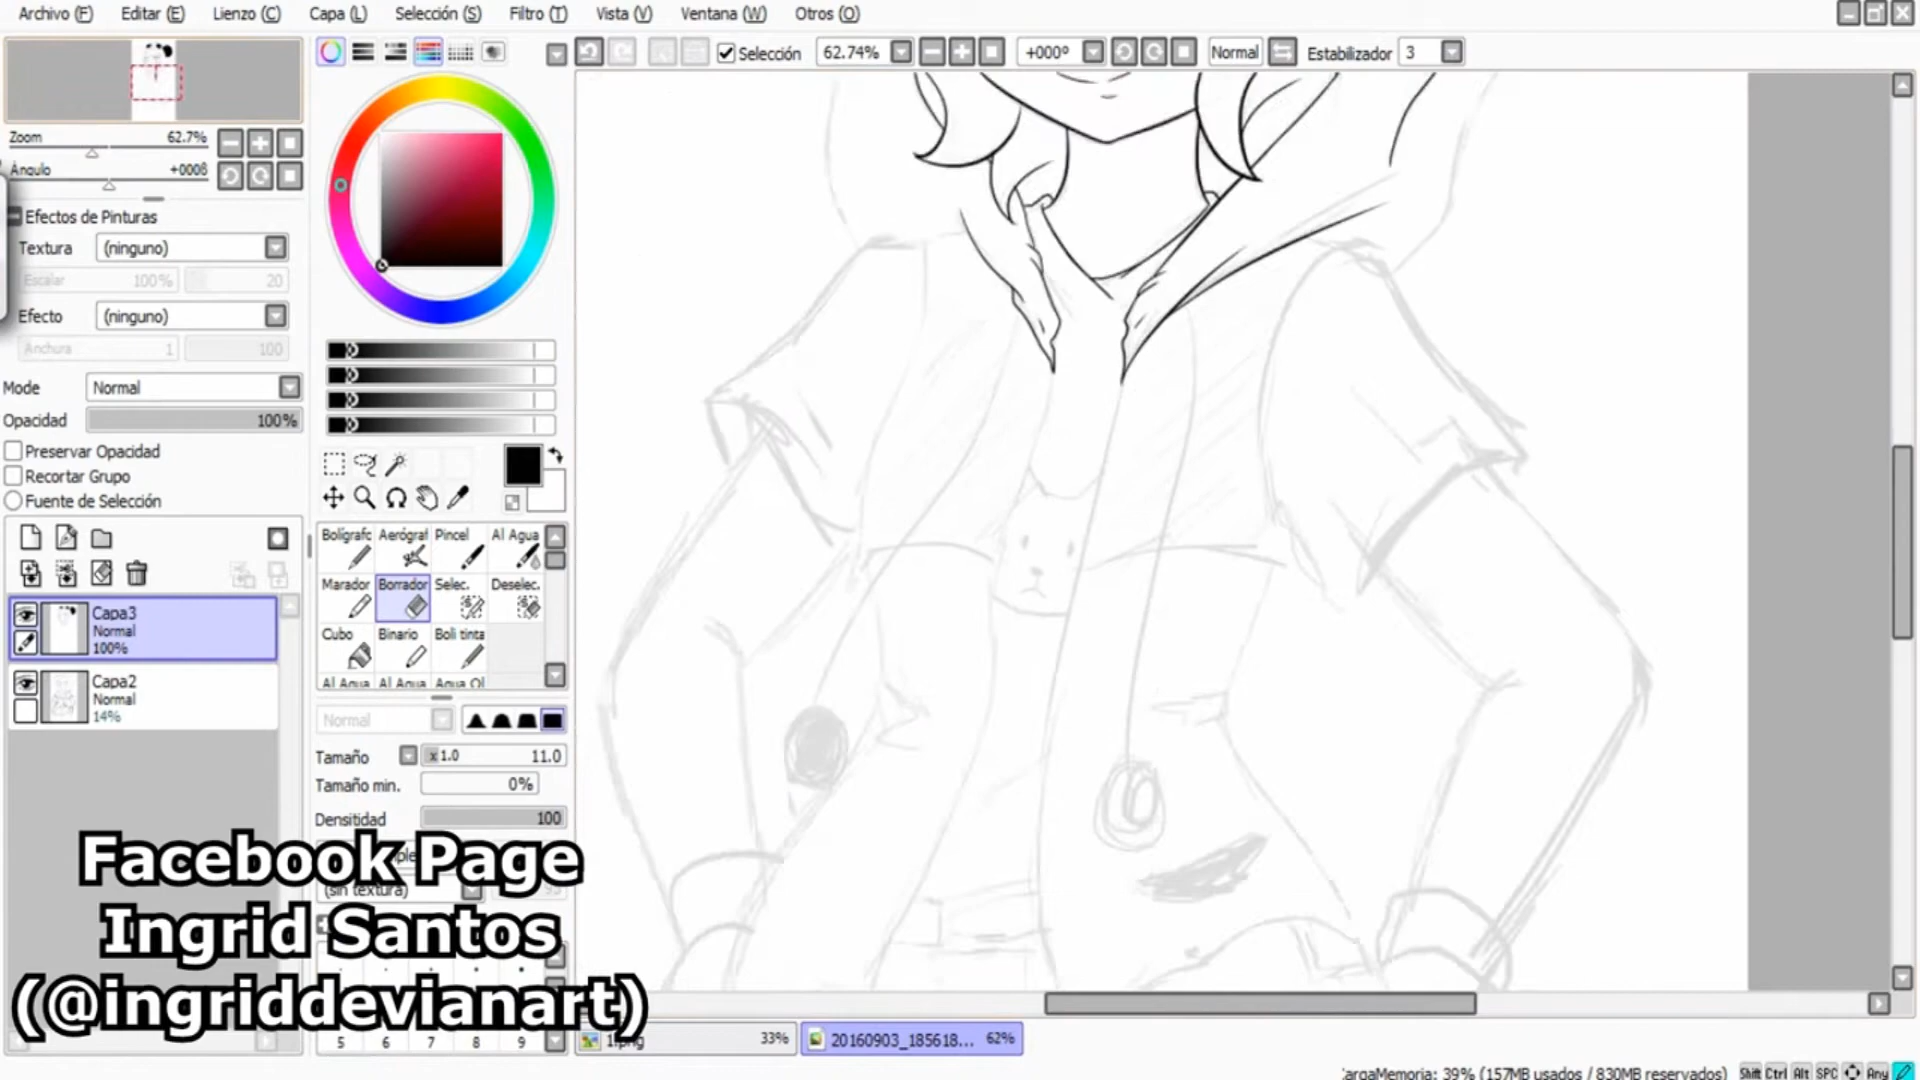 Archivo (F) Editar (E) Lienzo (C) Capa (L) Selección (S) Filtro (T) Vista (V) Ventana (W) Otros (O)
Selección 62.74% +000º Normal Estabilizador 3
Zoom 62.7%
Ángulo +0008
Efectos de Pinturas
Textura (ninguno)
Escalar 100% 20
Efecto (ninguno)
Anchura 1 100
Mode Normal
Opacidad 100%
Preservar Opacidad
Recortar Grupo
Fuente de Selección
Capa3
Normal
100%
Capa2
Normal
14%
Bolígrafc Aerógraf Pincel Al Agua
Marador Borrador Selec. Deselec.
Cubo Binario Boli tinta
Al Agua Al Agua Agua Ol
Normal
Tamaño x 1.0 11.0
Tamaño min. 0%
Densitidad 100
(sin textura)
5 6 7 8 9
Facebook Page
Ingrid Santos
(@ingriddevianart)
33% 20160903_185618... 62%
argaMemoria: 39% (157MB usados / 830MB reservados) Shift Ctrl Alt SPC Any